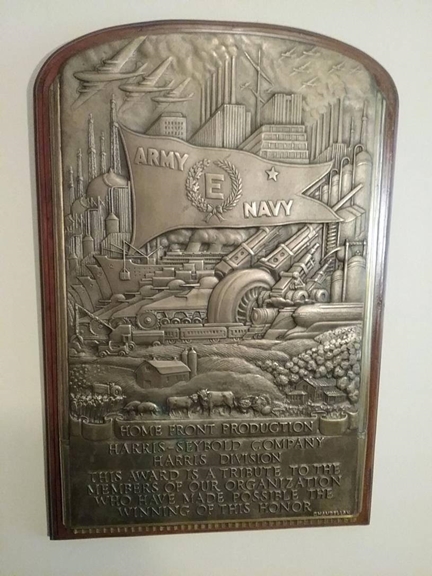 ARMY
E
NAVY
HOME FRONT PRODUCTION
HARRIS-SEYBOLD COMPANY
HARRIS DIVISION
THIS AWARD IS A TRIBUTE TO THE
MEMBERS OF OUR ORGANIZATION
WHO HAVE MADE POSSIBLE THE
WINNING OF THIS HONOR